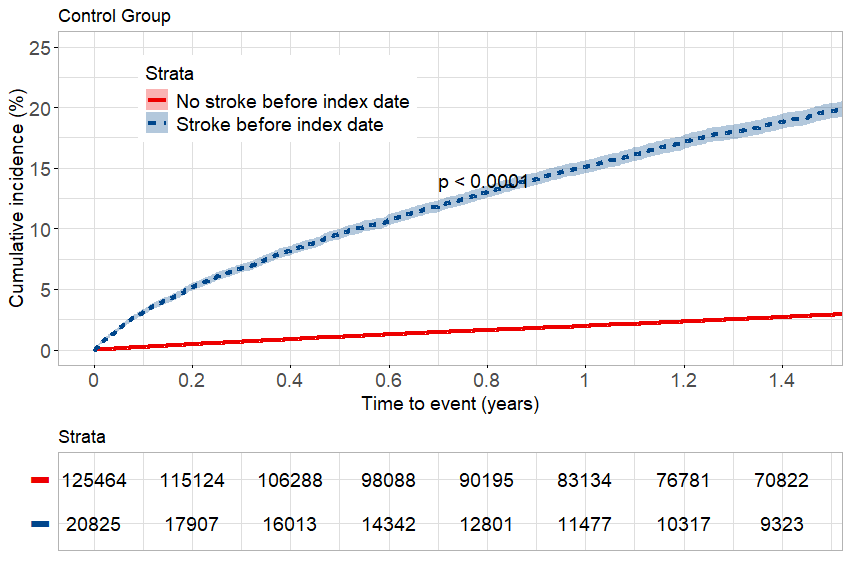 Control Group
25
20
15
10
5
0
Cumulative incidence (%)
Strata
No stroke before index date
Stroke before index date
p < 0.0001
0 0.2 0.4 0.6 0.8 1 1.2 1.4
Time to event (years)
Strata
125464 115124 106288 98088 90195 83134 76781 70822
20825 17907 16013 14342 12801 11477 10317 9323